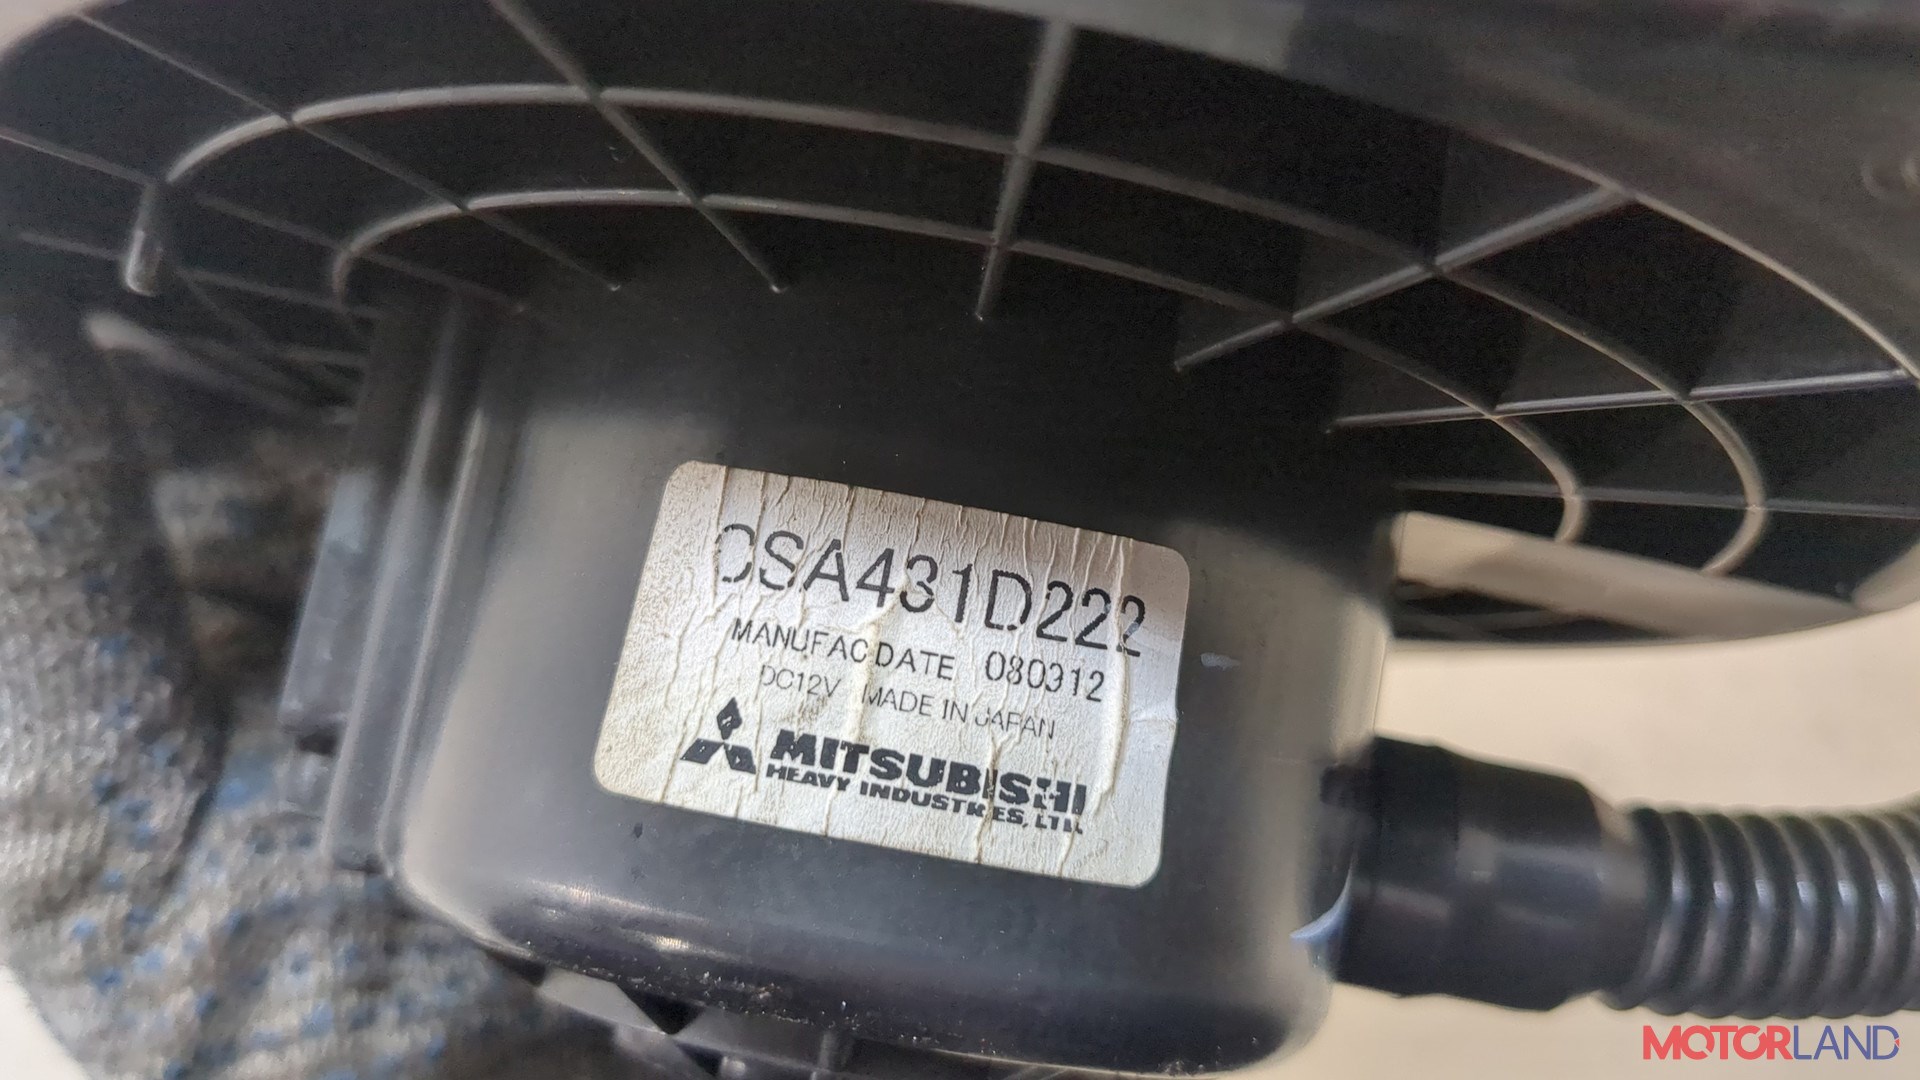 CSA431D222
MANUFAC DATE 080312
DC12V MADE IN JAPAN
MITSUBISHI
HEAVY INDUSTRIES, LTD.
MOTORLAND